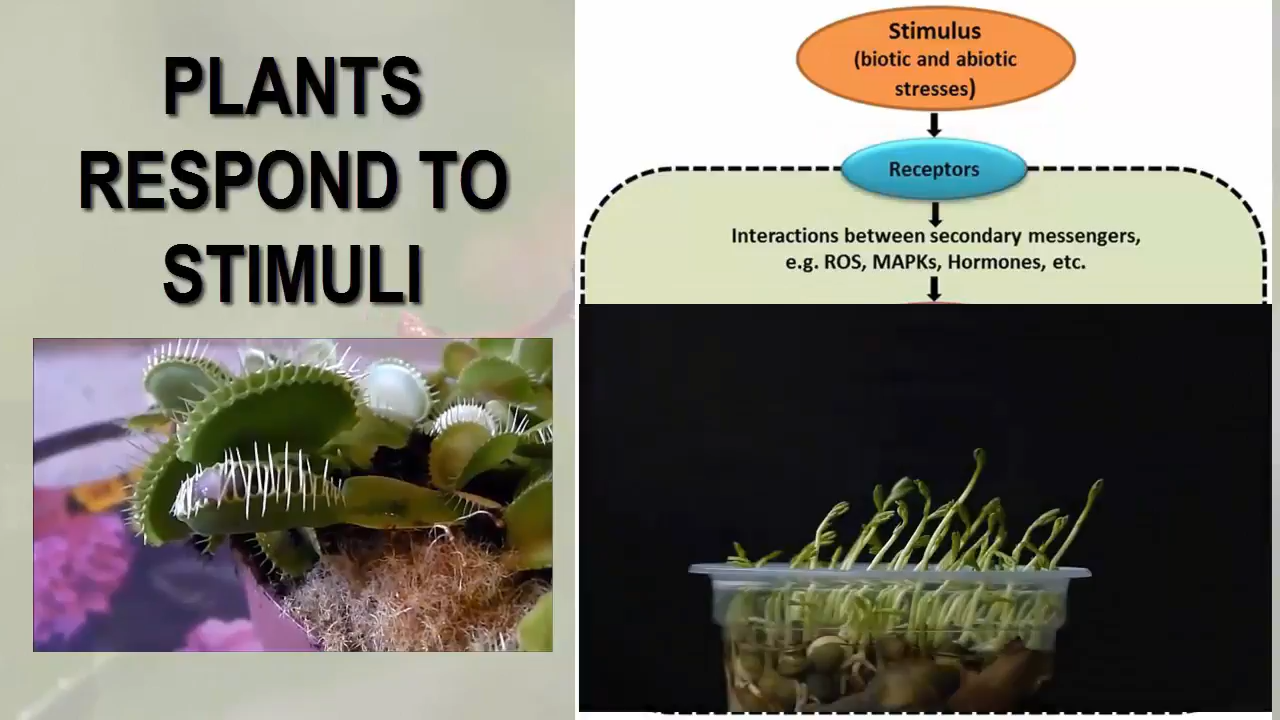 PLANTS
RESPOND TO
STIMULI
Stimulus
(biotic and abiotic
stresses)
Receptors
Interactions between secondary messengers,
e.g. ROS, MAPKs, Hormones, etc.